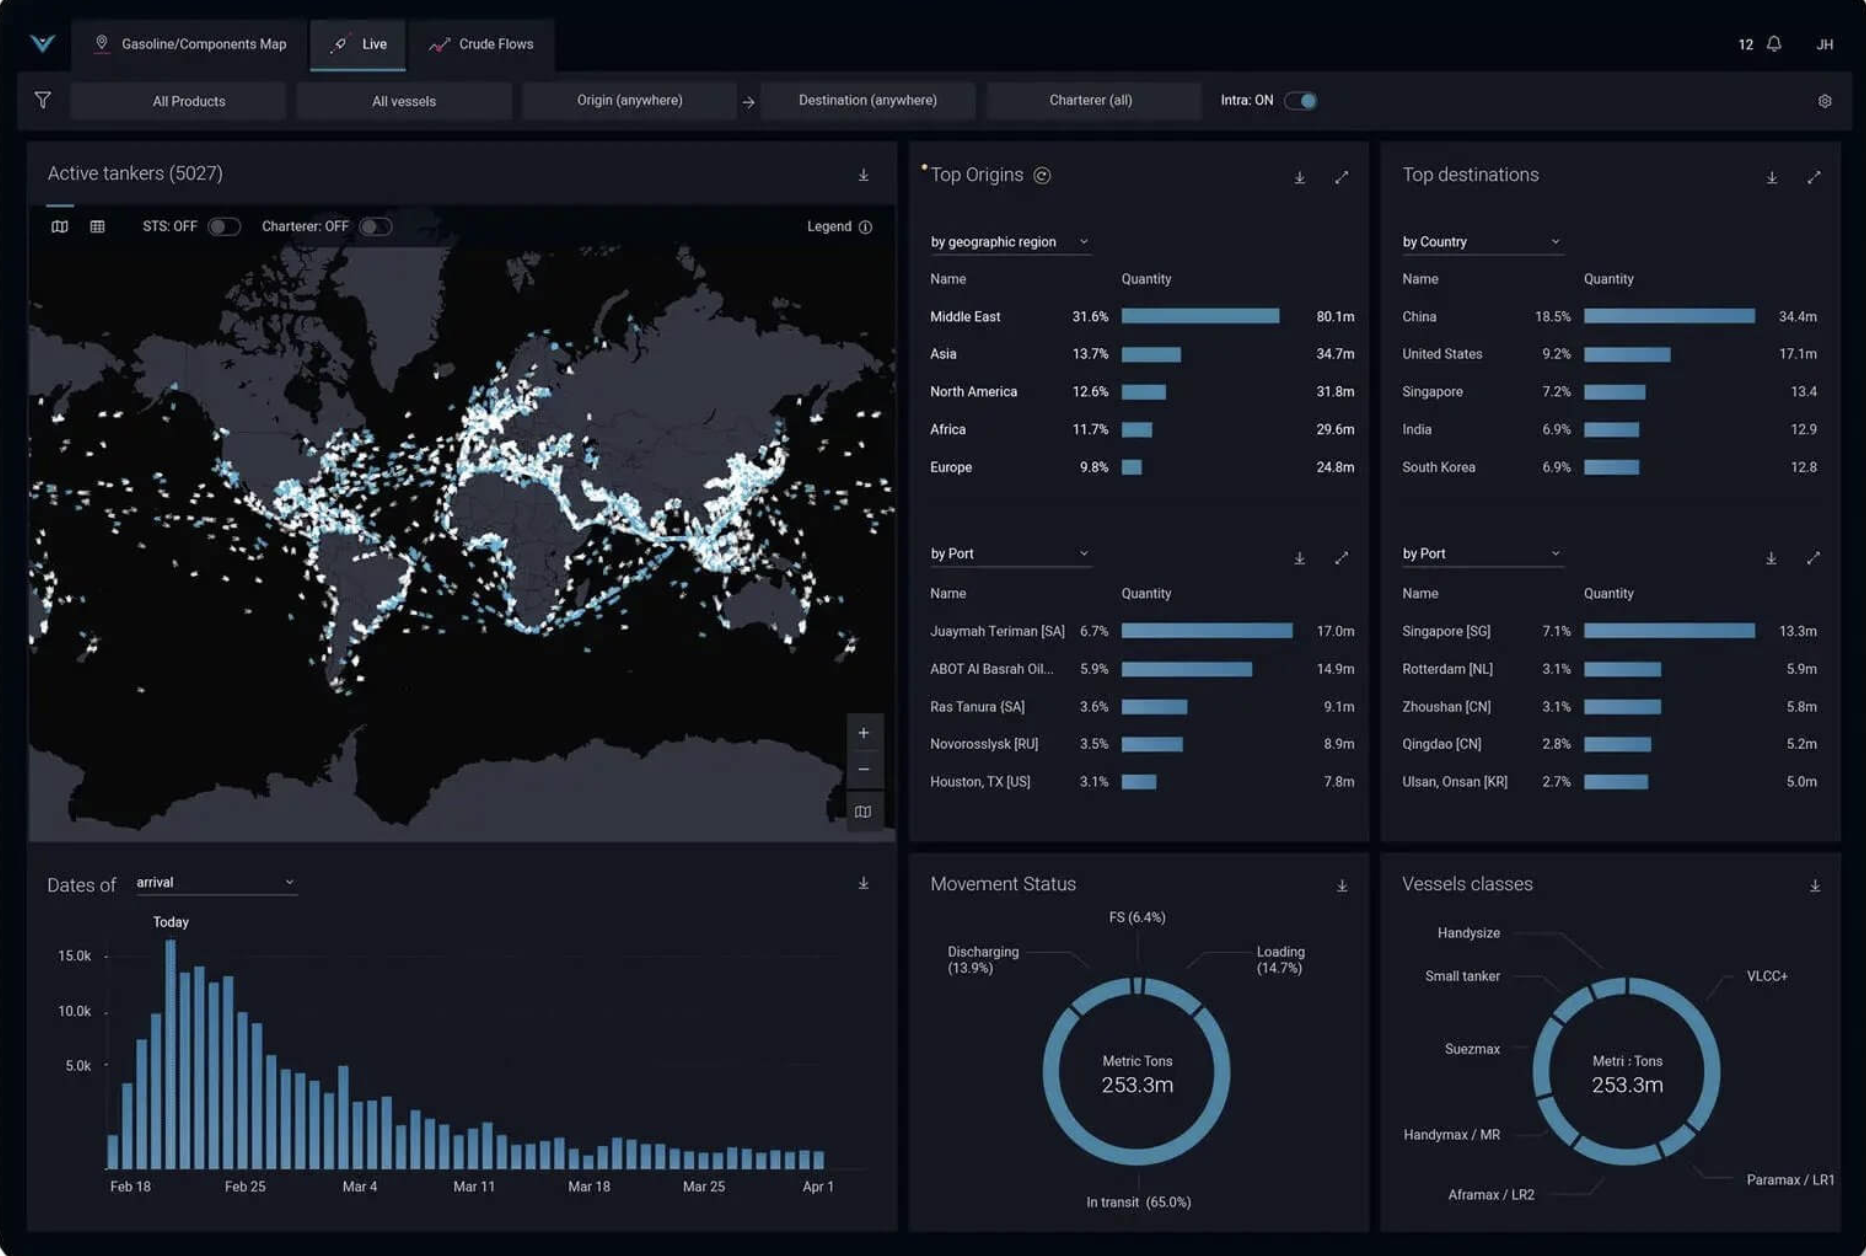 Gasoline/Components Map
Live
Crude Flows
12
JH
All Products
All vessels
Origin (anywhere)
Destination (anywhere)
Charterer (all)
Intra: ON
Active tankers (5027)
STS: OFF
Charterer: OFF
Legend
Top Origins
by geographic region
Name Quantity
Middle East 31.6% 80.1m
Asia 13.7% 34.7m
North America 12.6% 31.8m
Africa 11.7% 29.6m
Europe 9.8% 24.8m
by Port
Name Quantity
Juaymah Teriman [SA] 6.7% 17.0m
ABOT Al Basrah Oil... 5.9% 14.9m
Ras Tanura {SA] 3.6% 9.1m
Novorosslysk [RU] 3.5% 8.9m
Houston, TX [US] 3.1% 7.8m
Top destinations
by Country
Name Quantity
China 18.5% 34.4m
United States 9.2% 17.1m
Singapore 7.2% 13.4
India 6.9% 12.9
South Korea 6.9% 12.8
by Port
Name Quantity
Singapore [SG] 7.1% 13.3m
Rotterdam [NL] 3.1% 5.9m
Zhoushan [CN] 3.1% 5.8m
Qingdao [CN] 2.8% 5.2m
Ulsan, Onsan [KR] 2.7% 5.0m
Dates of arrival
Today
15.0k
10.0k
5.0k
Feb 18 Feb 25 Mar 4 Mar 11 Mar 18 Mar 25 Apr 1
Movement Status
FS (6.4%)
Discharging
(13.9%)
Loading
(14.7%)
Metric Tons
253.3m
In transit (65.0%)
Vessels classes
Handysize
Small tanker
VLCC+
Suezmax
Metri : Tons
253.3m
Handymax / MR
Paramax / LR1
Aframax / LR2